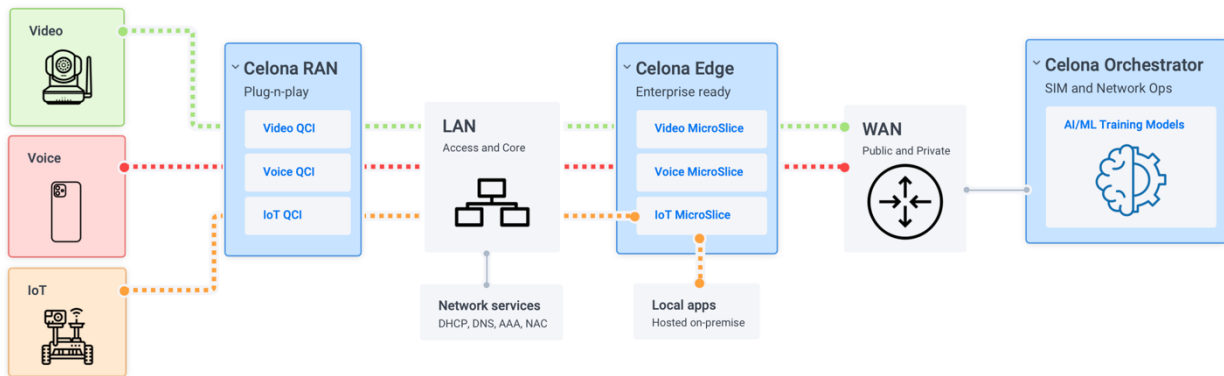 Video
Voice
IoT
Celona RAN
Plug-n-play
Video QCI
Voice QCI
IoT QCI
LAN
Access and Core
Network services
DHCP, DNS, AAA, NAC
Celona Edge
Enterprise ready
Video MicroSlice
Voice MicroSlice
IoT MicroSlice
Local apps
Hosted on-premise
WAN
Public and Private
Celona Orchestrator
SIM and Network Ops
AI/ML Training Models